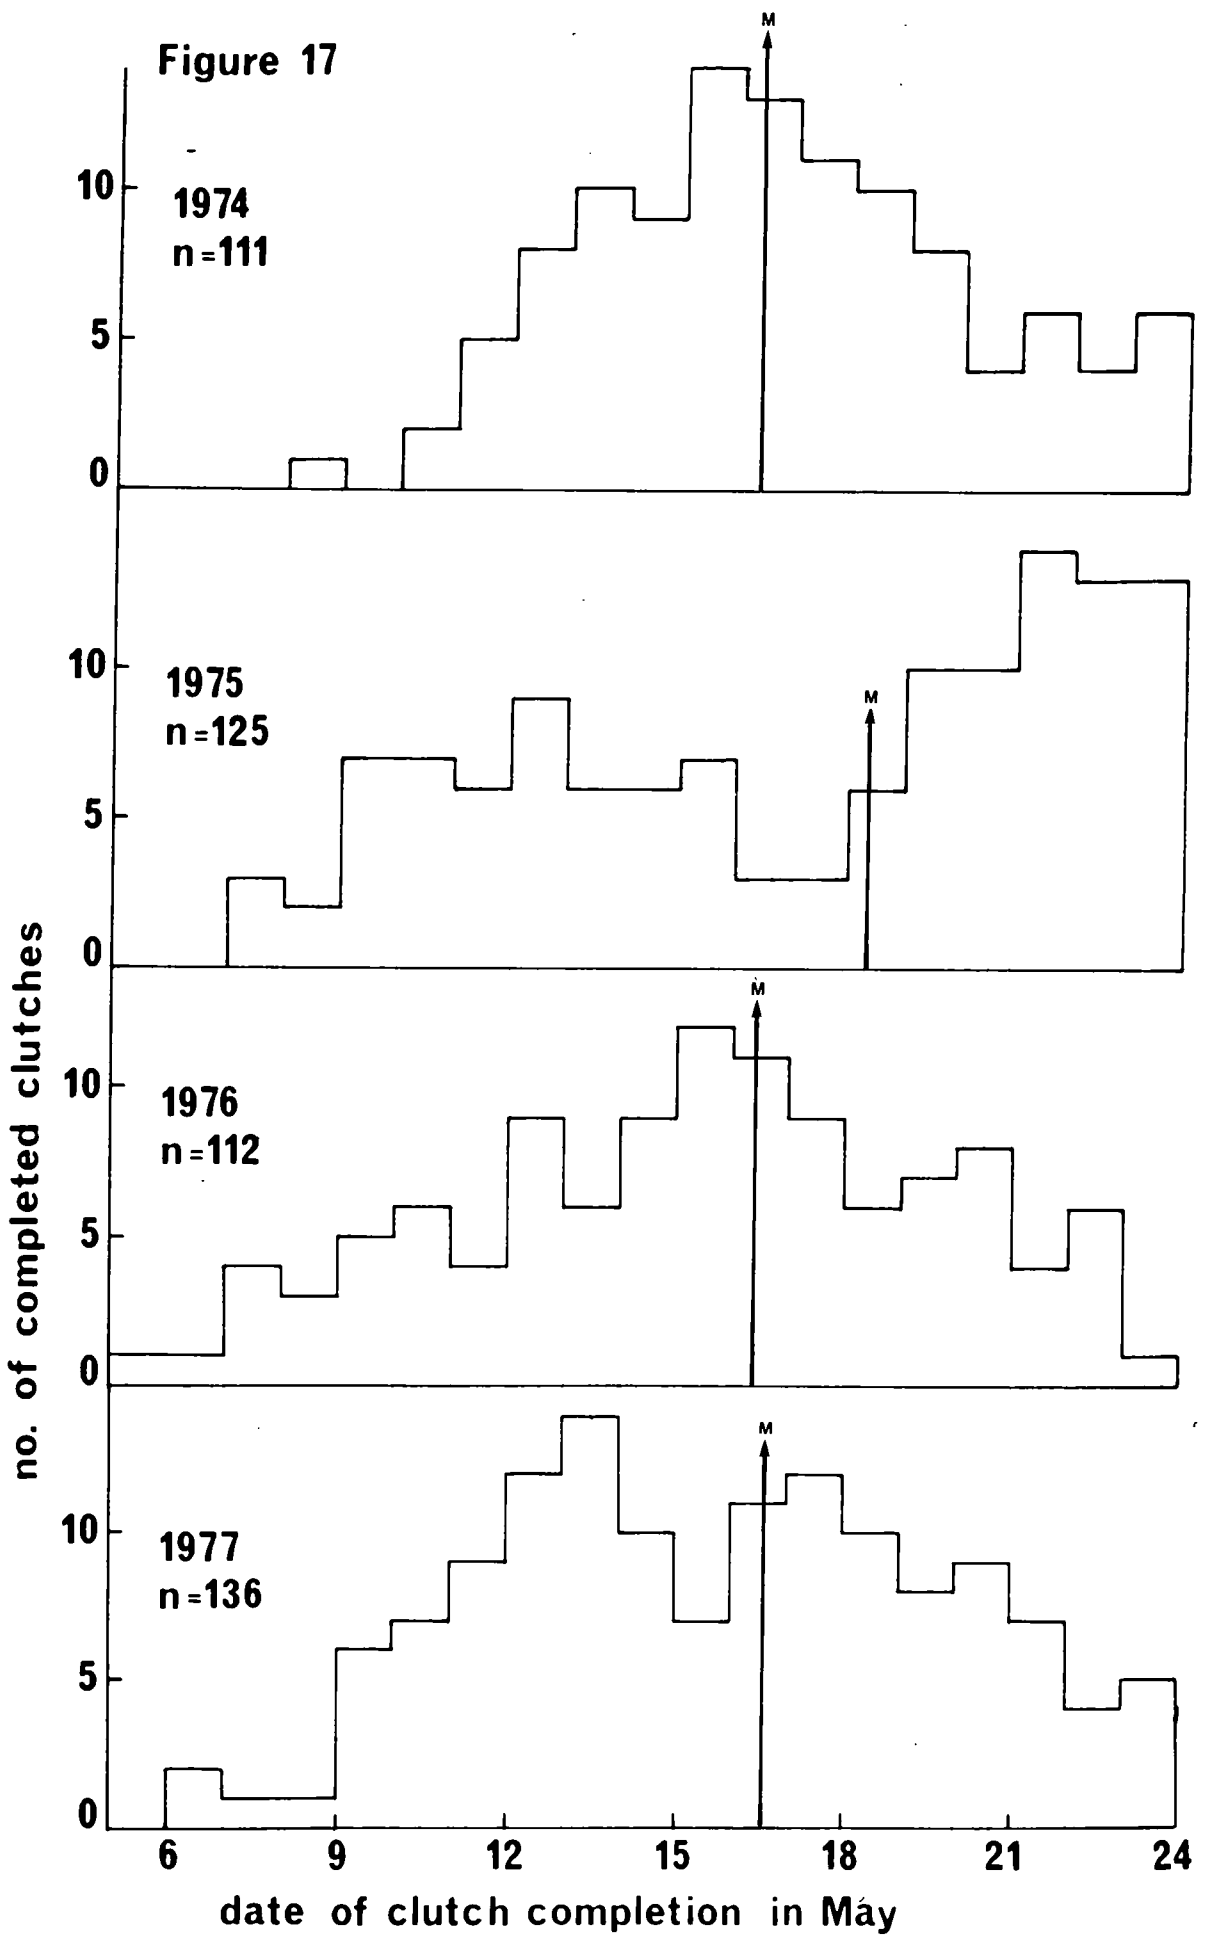 M
Figure 17
10
1974
n=111
5
0
10
1975
n=125
M
5
0
M
10
1976
n=112
5
0
M
10
1977
n=136
5
0
6 9 12 15 18 21 24
date of clutch completion in May
no. of completed clutches